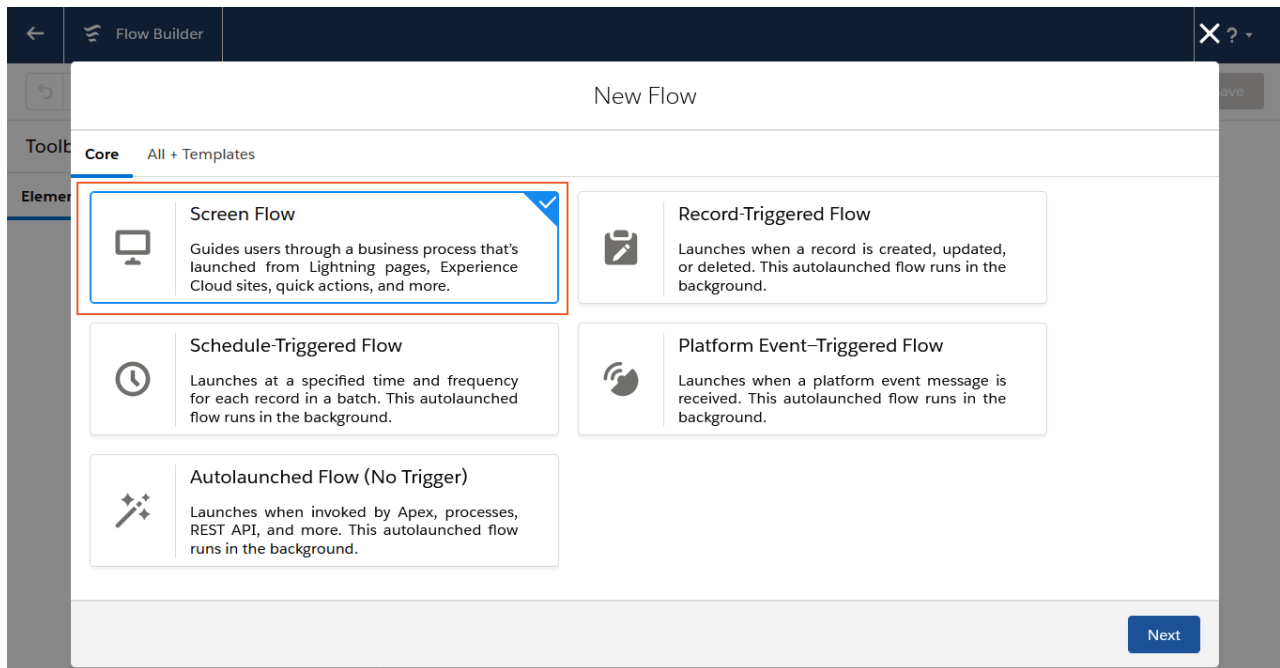 Flow Builder
?
New Flow
Core
All + Templates
Screen Flow
Guides users through a business process that's
launched from Lightning pages, Experience
Cloud sites, quick actions, and more.
Record-Triggered Flow
Launches when a record is created, updated,
or deleted. This autolaunched flow runs in the
background.
Schedule-Triggered Flow
Launches at a specified time and frequency
for each record in a batch. This autolaunched
flow runs in the background.
Platform Event—Triggered Flow
Launches when a platform event message is
received. This autolaunched flow runs in the
background.
Autolaunched Flow (No Trigger)
Launches when invoked by Apex, processes,
REST API, and more. This autolaunched flow
runs in the background.
Next